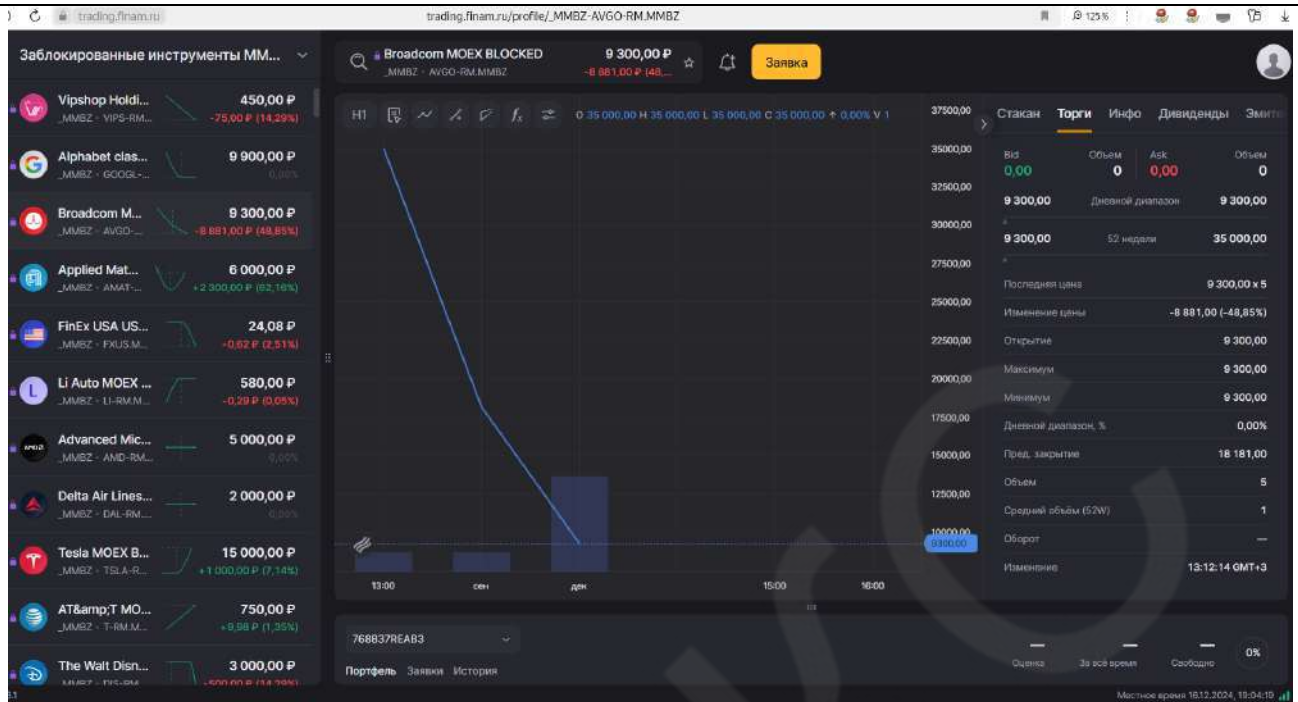 trading.finam.ru
trading.finam.ru/profile/_MMBZ-AVGO-RM.MMBZ
125 %
Заблокированные инструменты MM...
Vipshop Holdi...
450,00 ₽
_MMBZ · VIPS-RM...
-75,00 ₽ (14,29%)
Alphabet clas...
9 900,00 ₽
_MMBZ · GOOGL-...
0,00%
Broadcom M...
9 300,00 ₽
_MMBZ · AVGO-...
-8 881,00 ₽ (48,85%)
Applied Mat...
6 000,00 ₽
_MMBZ · AMAT-...
+2 300,00 ₽ (62,16%)
FinEx USA US...
24,08 ₽
_MMBZ · FXUS.M...
-0,62 ₽ (2,51%)
L
Li Auto MOEX ...
580,00 ₽
_MMBZ · LI-RM.M...
-0,29 ₽ (0,05%)
Advanced Mic...
5 000,00 ₽
_MMBZ · AMD-RM...
0,00%
Delta Air Lines...
2 000,00 ₽
_MMBZ · DAL-RM....
0,00%
Tesla MOEX B...
15 000,00 ₽
_MMBZ · TSLA-R...
+1 000,00 ₽ (7,14%)
AT&amp;T MO...
750,00 ₽
_MMBZ · T-RM.M...
+9,98 ₽ (1,35%)
The Walt Disn...
3 000,00 ₽
_MMBZ · DIS-RM
-500,00 ₽ (14,29%)
Broadcom MOEX BLOCKED
9 300,00 ₽
_MMBZ · AVGO-RM.MMBZ
-8 881,00 ₽ (48,...
Заявка
H1
O 35 000,00 H 35 000,00 L 35 000,00 C 35 000,00 ↑ 0,00% V 1
37500,00
35000,00
32500,00
30000,00
27500,00
25000,00
22500,00
20000,00
17500,00
15000,00
12500,00
10000,00
9300,00
13:00 сен дек 15:00 16:00
Стакан Торги Инфо Дивиденды Эмите
Bid Объем Ask Объем
0,00 0 0,00 0
9 300,00 Дневной диапазон 9 300,00
9 300,00 52 недели 35 000,00
Последняя цена 9 300,00 x 5
Изменение цены -8 881,00 (-48,85%)
Открытие 9 300,00
Максимум 9 300,00
Минимум 9 300,00
Дневной диапазон, % 0,00%
Пред. закрытие 18 181,00
Объем 5
Средний объём (52W) 1
Оборот —
Изменение 13:12:14 GMT+3
768837REAB3
Портфель Заявки История
— — — 0%
Оценка За всё время Свободно
Местное время 16.12.2024, 19:04:19